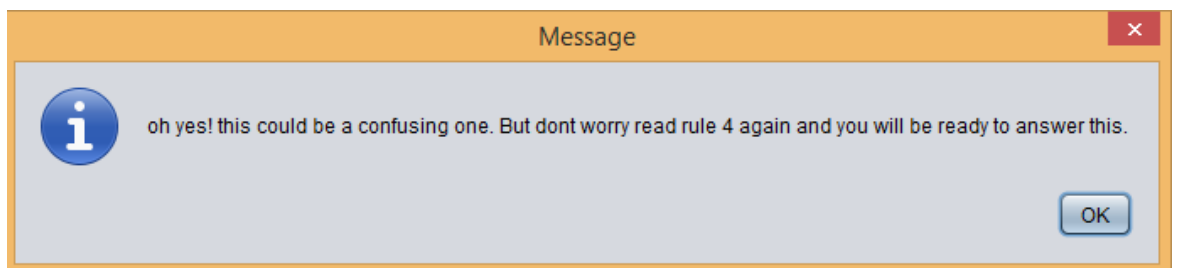 Message
oh yes! this could be a confusing one. But dont worry read rule 4 again and you will be ready to answer this.
OK